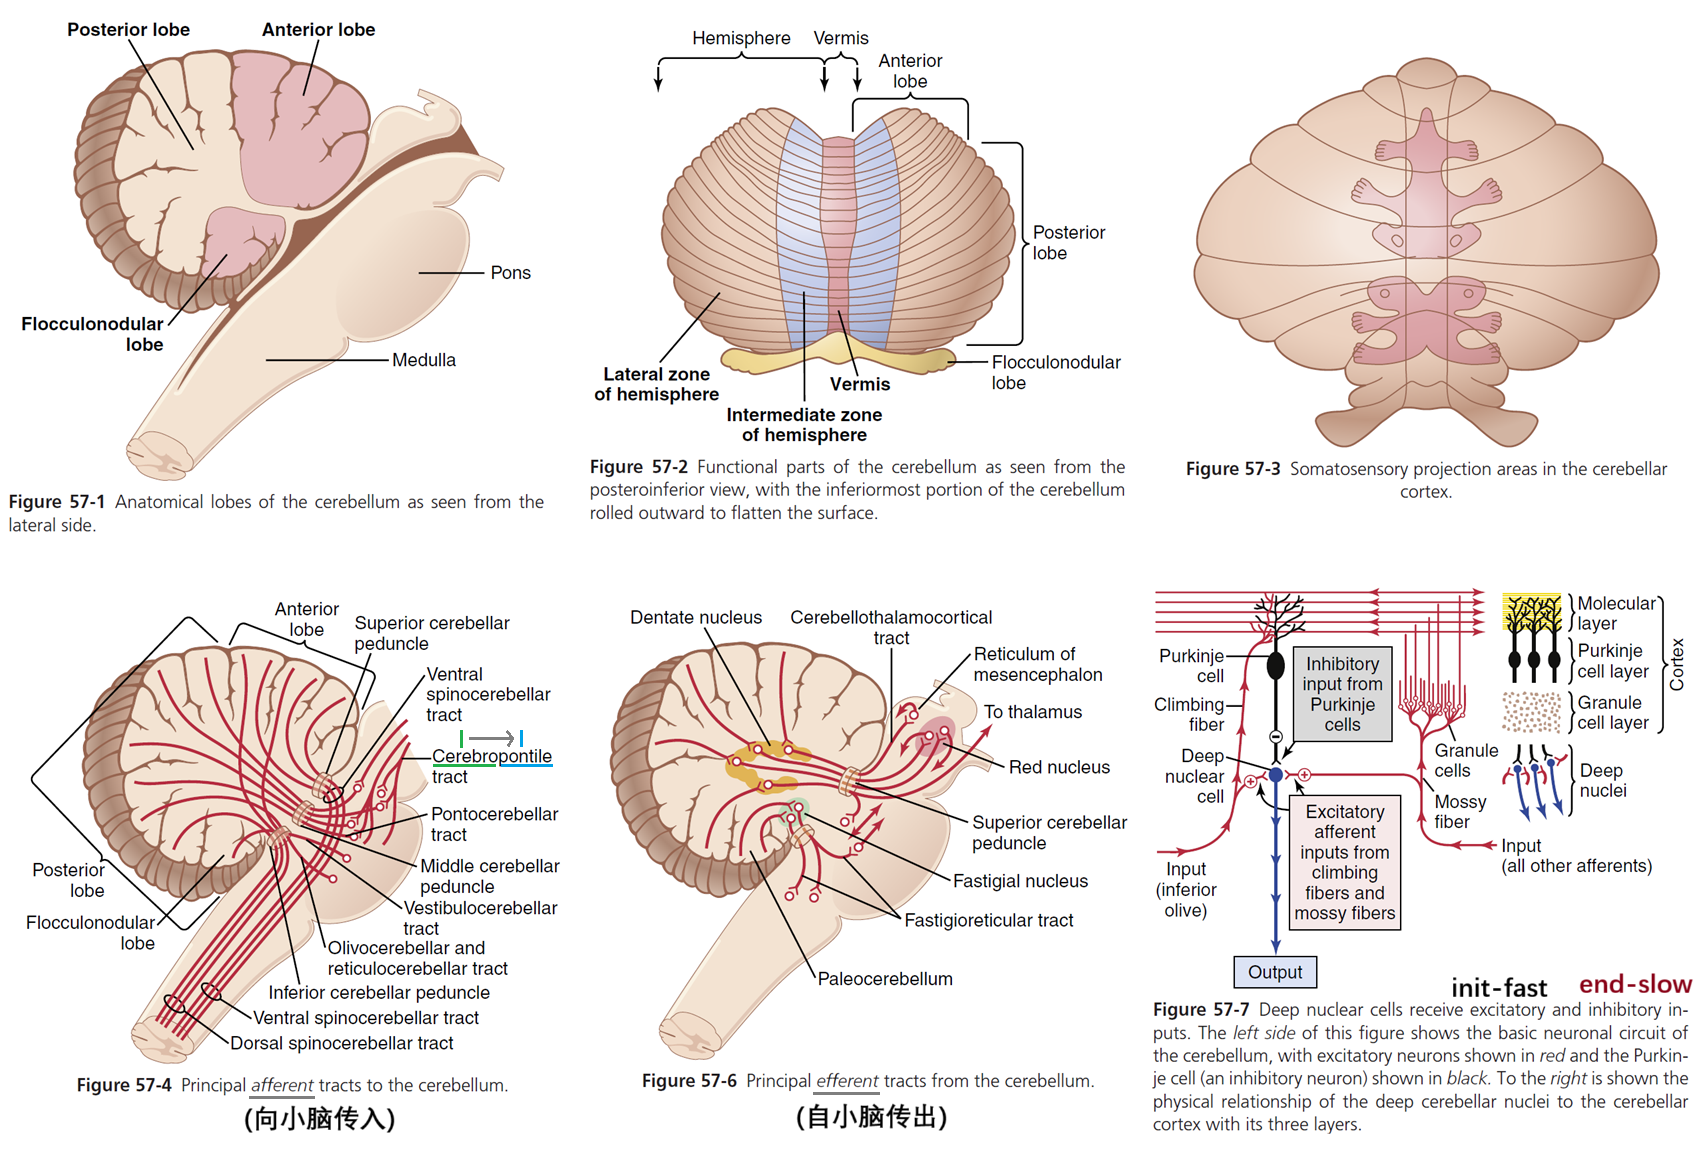 Posterior lobe
Anterior lobe
Pons
Flocculonodular
lobe
Medulla
Figure 57-1 Anatomical lobes of the cerebellum as seen from the
lateral side.
Hemisphere
Vermis
Anterior
lobe
Posterior
lobe
Flocculonodular
lobe
Lateral zone
of hemisphere
Vermis
Intermediate zone
of hemisphere
Figure 57-2 Functional parts of the cerebellum as seen from the
posteroinferior view, with the inferiormost portion of the cerebellum
rolled outward to flatten the surface.
Figure 57-3 Somatosensory projection areas in the cerebellar
cortex.
Anterior
lobe
Superior cerebellar
peduncle
Ventral
spinocerebellar
tract
Cerebropontile
tract
Pontocerebellar
tract
Middle cerebellar
peduncle
Vestibulocerebellar
tract
Posterior
lobe
Flocculonodular
lobe
Olivocerebellar and
reticulocerebellar tract
Inferior cerebellar peduncle
Ventral spinocerebellar tract
Dorsal spinocerebellar tract
Figure 57-4 Principal afferent tracts to the cerebellum.
(向小脑传入)
Dentate nucleus
Cerebellothalamocortical
tract
Reticulum of
mesencephalon
To thalamus
Red nucleus
Superior cerebellar
peduncle
Fastigial nucleus
Fastigioreticular tract
Paleocerebellum
Figure 57-6 Principal efferent tracts from the cerebellum.
(自小脑传出)
Purkinje
cell
Climbing
fiber
Deep
nuclear
cell
Input
(inferior
olive)
Inhibitory
input from
Purkinje
cells
−
+
+
Excitatory
afferent
inputs from
climbing
fibers and
mossy fibers
Output
Granule
cells
Mossy
fiber
Input
(all other afferents)
Molecular
layer
Purkinje
cell layer
Granule
cell layer
Cortex
Deep
nuclei
init-fast end-slow
Figure 57-7 Deep nuclear cells receive excitatory and inhibitory in-
puts. The left side of this figure shows the basic neuronal circuit of
the cerebellum, with excitatory neurons shown in red and the Purkin-
je cell (an inhibitory neuron) shown in black. To the right is shown the
physical relationship of the deep cerebellar nuclei to the cerebellar
cortex with its three layers.